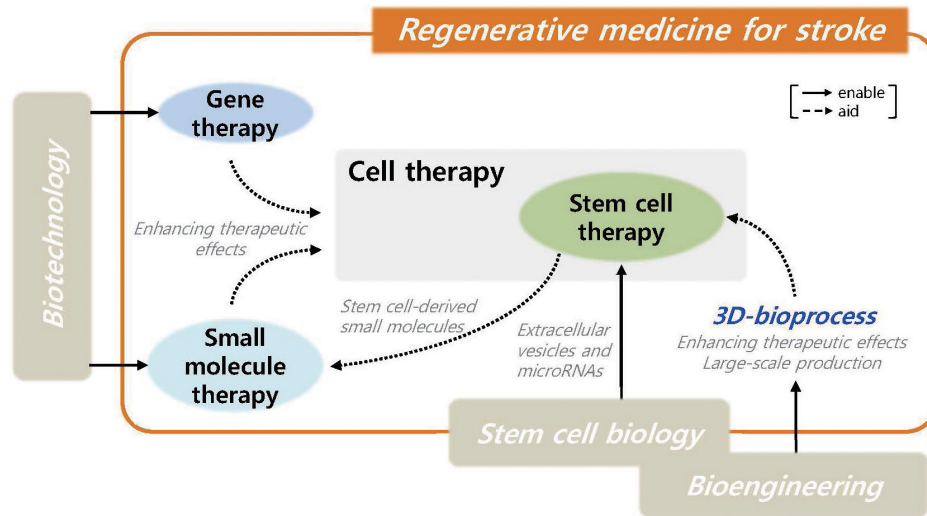 Regenerative medicine for stroke
enable
aid
Biotechnology
Gene
therapy
Cell therapy
Stem cell
therapy
Enhancing therapeutic
effects
Small
molecule
therapy
Stem cell-derived
small molecules
Extracellular
vesicles and
microRNAs
3D-bioprocess
Enhancing therapeutic effects
Large-scale production
Stem cell biology
Bioengineering